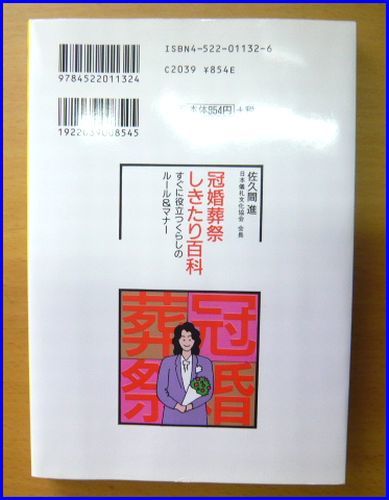 ISBN4-522-01132-6
C2039 ¥854E
9784522011324
本体854円+税
1922039008545
佐久間 進
日本儀礼文化協会 会長
冠婚葬祭
しきたり百科
すぐに役立つくらしの
ルール&マナー
冠婚
葬祭